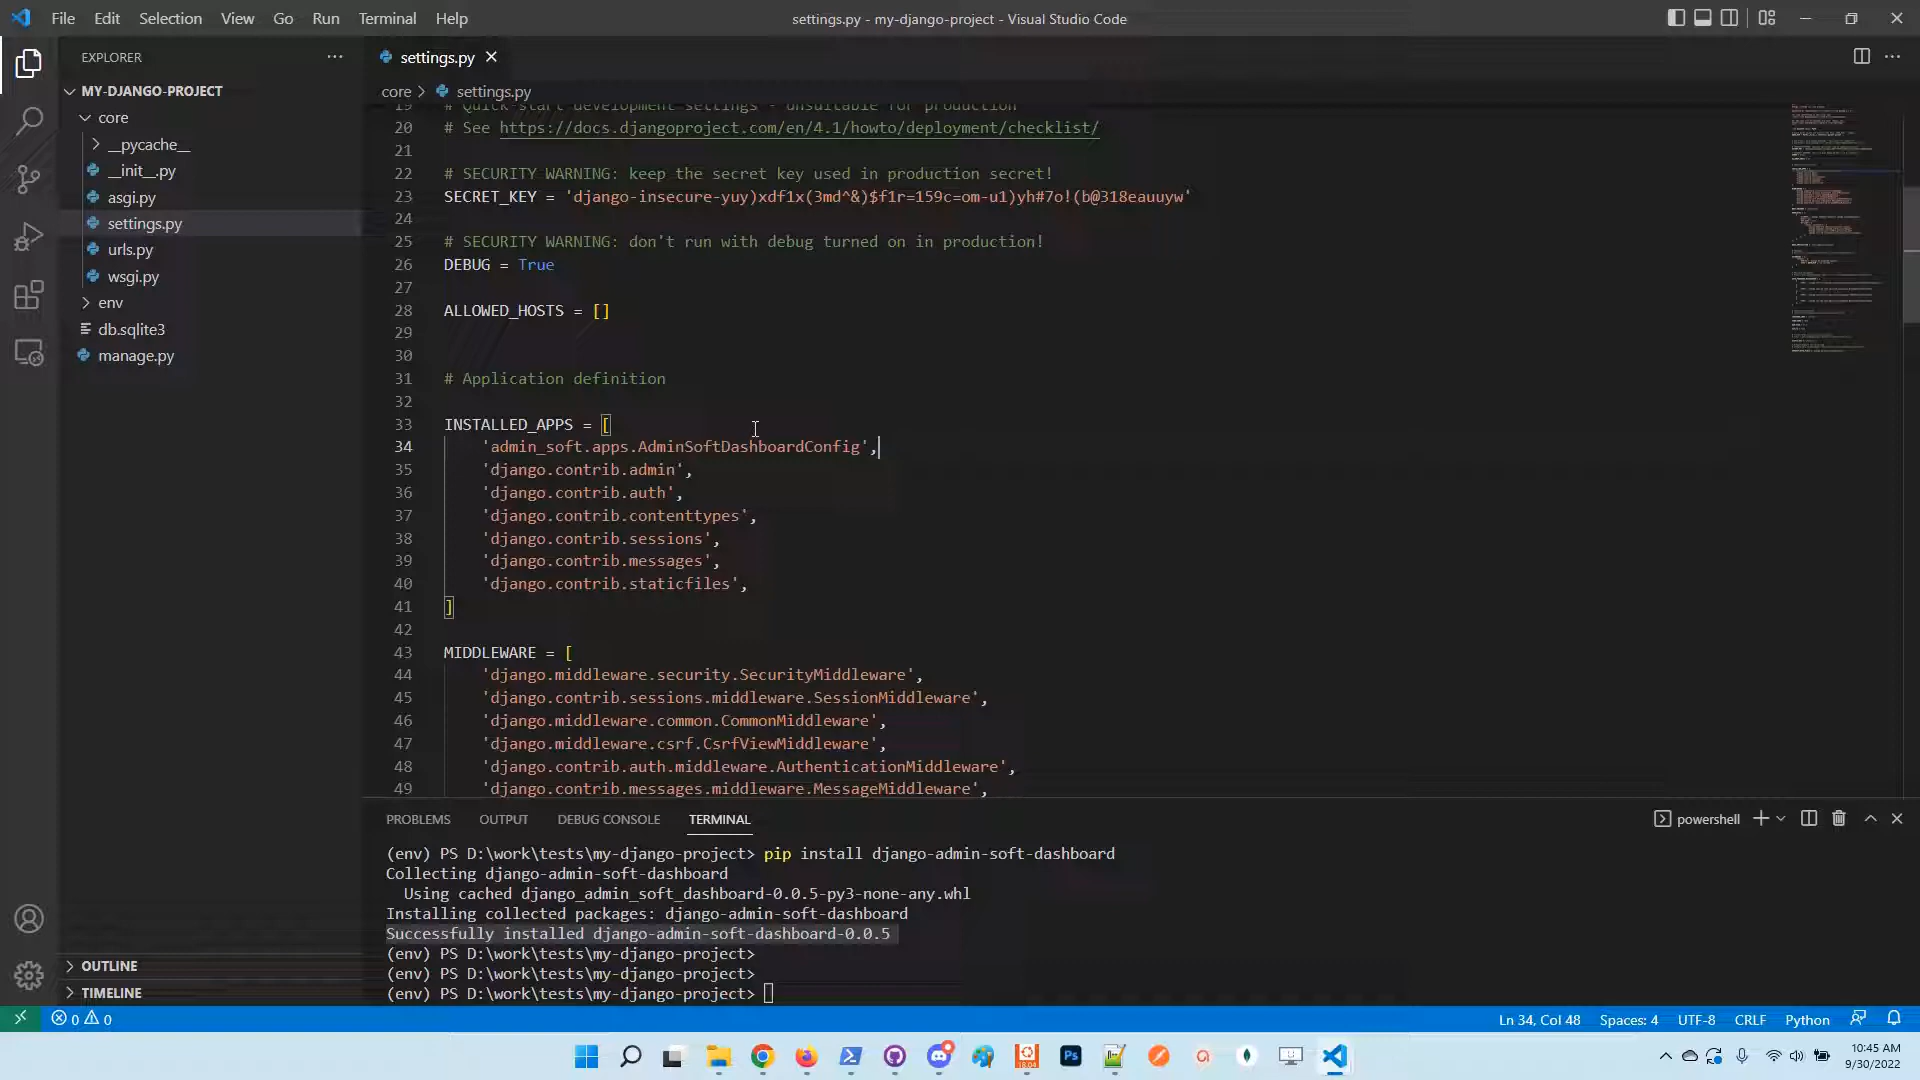 File Edit Selection View Go Run Terminal Help
settings.py - my-django-project - Visual Studio Code
EXPLORER
MY-DJANGO-PROJECT
core
__pycache__
__init__.py
asgi.py
settings.py
urls.py
wsgi.py
env
db.sqlite3
manage.py
OUTLINE
TIMELINE
settings.py
core > settings.py
19 # Quick-start development settings - unsuitable for production
20 # See https://docs.djangoproject.com/en/4.1/howto/deployment/checklist/
21
22 # SECURITY WARNING: keep the secret key used in production secret!
23 SECRET_KEY = 'django-insecure-yuy)xdf1x(3md^&)$f1r=159c=om-u1)yh#7o!(b@318eauuyw'
24
25 # SECURITY WARNING: don't run with debug turned on in production!
26 DEBUG = True
27
28 ALLOWED_HOSTS = []
29
30
31 # Application definition
32
33 INSTALLED_APPS = [
34 'admin_soft.apps.AdminSoftDashboardConfig',
35 'django.contrib.admin',
36 'django.contrib.auth',
37 'django.contrib.contenttypes',
38 'django.contrib.sessions',
39 'django.contrib.messages',
40 'django.contrib.staticfiles',
41 ]
42
43 MIDDLEWARE = [
44 'django.middleware.security.SecurityMiddleware',
45 'django.contrib.sessions.middleware.SessionMiddleware',
46 'django.middleware.common.CommonMiddleware',
47 'django.middleware.csrf.CsrfViewMiddleware',
48 'django.contrib.auth.middleware.AuthenticationMiddleware',
49 'django.contrib.messages.middleware.MessageMiddleware',
PROBLEMS OUTPUT DEBUG CONSOLE TERMINAL
powershell
(env) PS D:\work\tests\my-django-project> pip install django-admin-soft-dashboard
Collecting django-admin-soft-dashboard
Using cached django_admin_soft_dashboard-0.0.5-py3-none-any.whl
Installing collected packages: django-admin-soft-dashboard
Successfully installed django-admin-soft-dashboard-0.0.5
(env) PS D:\work\tests\my-django-project>
(env) PS D:\work\tests\my-django-project>
(env) PS D:\work\tests\my-django-project>
0 0
Ln 34, Col 48 Spaces: 4 UTF-8 CRLF Python
Ps
10:45 AM
9/30/2022